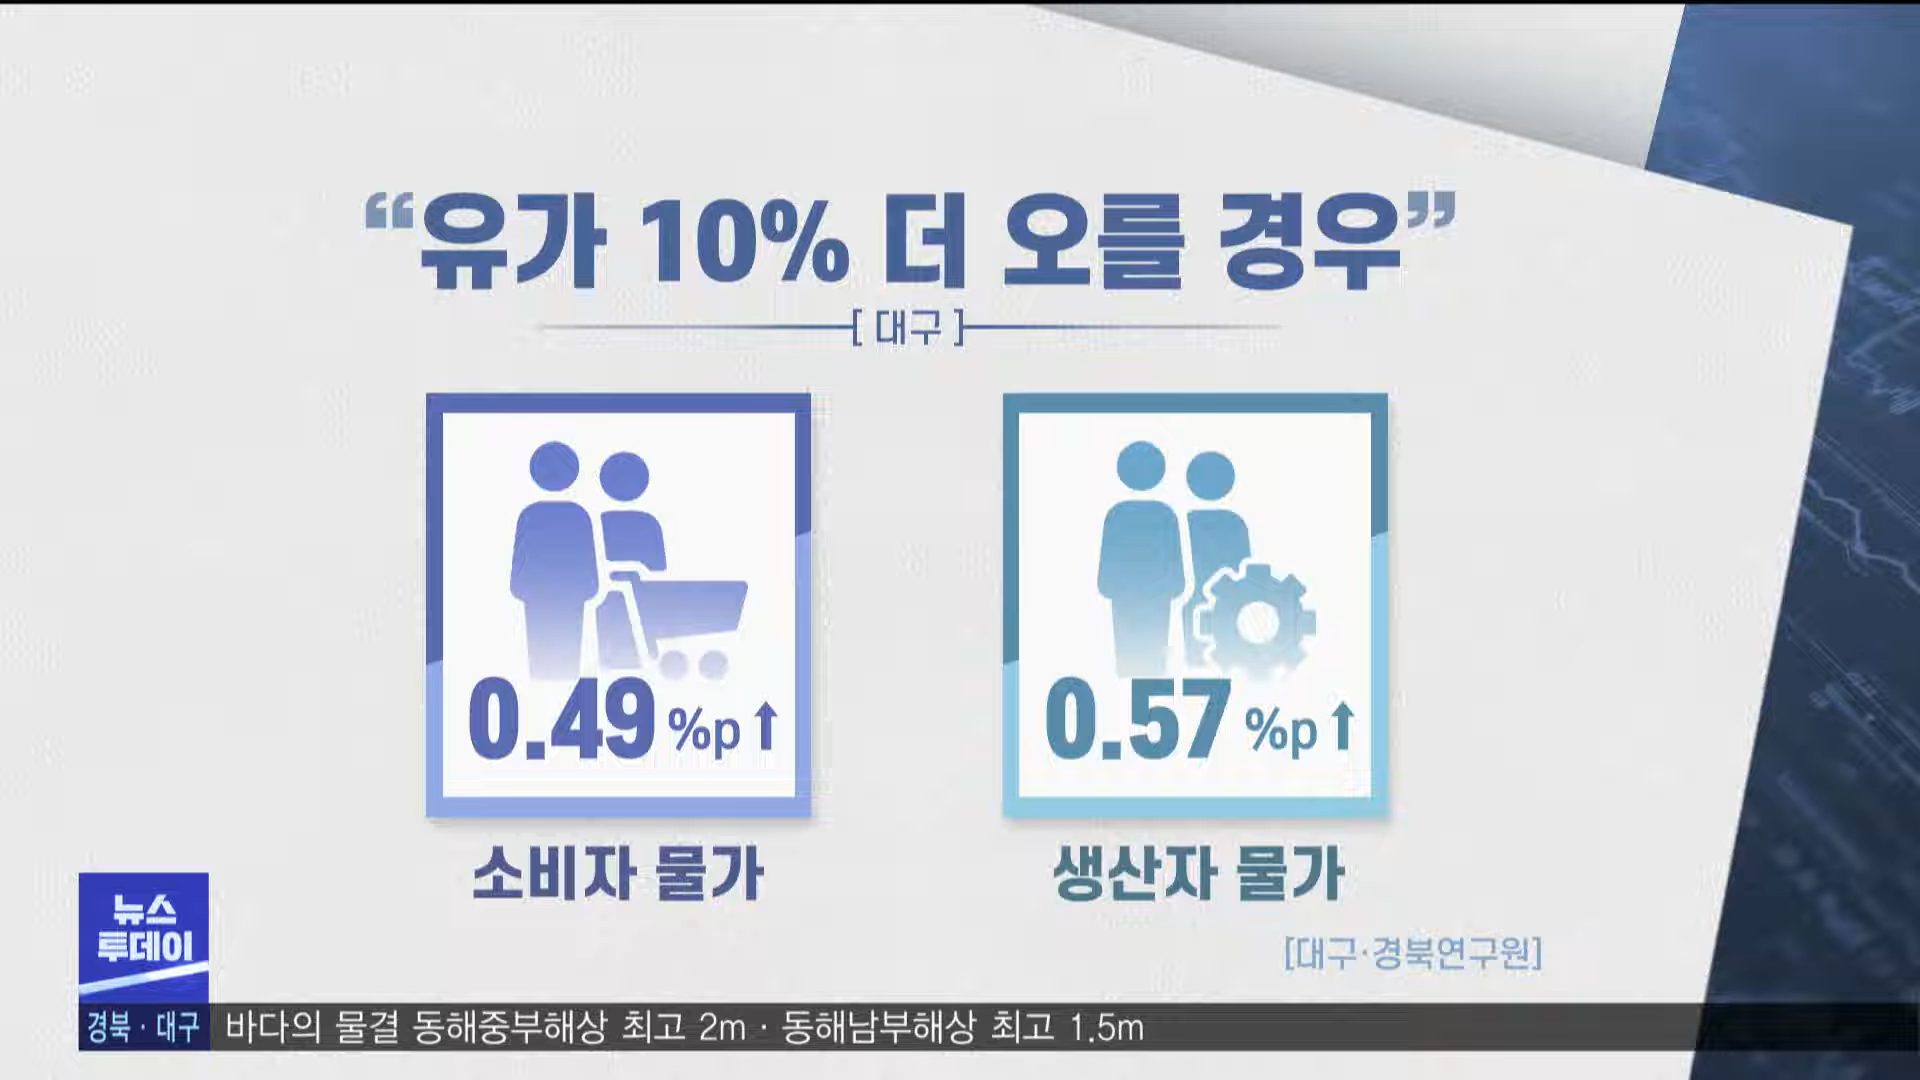 “유가 10% 더 오를 경우”
[ 대구 ]
0.49 %p↑
0.57 %p↑
소비자 물가
생산자 물가
[대구·경북연구원]
뉴스
투데이
경북·대구 바다의 물결 동해중부해상 최고 2m · 동해남부해상 최고 1.5m